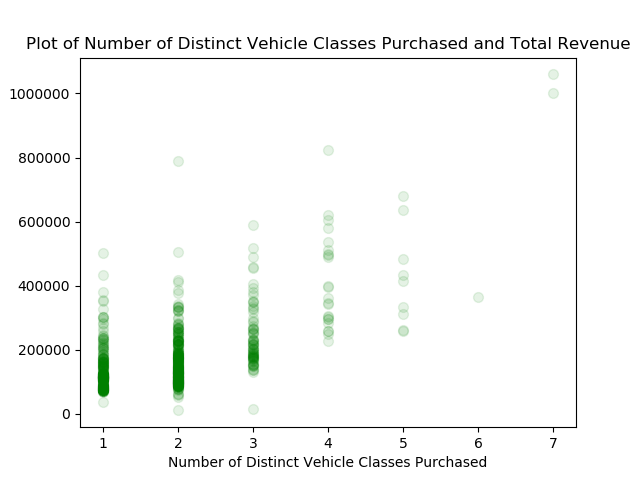 Plot of Number of Distinct Vehicle Classes Purchased and Total Revenue
1000000
800000
600000
400000
200000
0
1 2 3 4 5 6 7
Number of Distinct Vehicle Classes Purchased